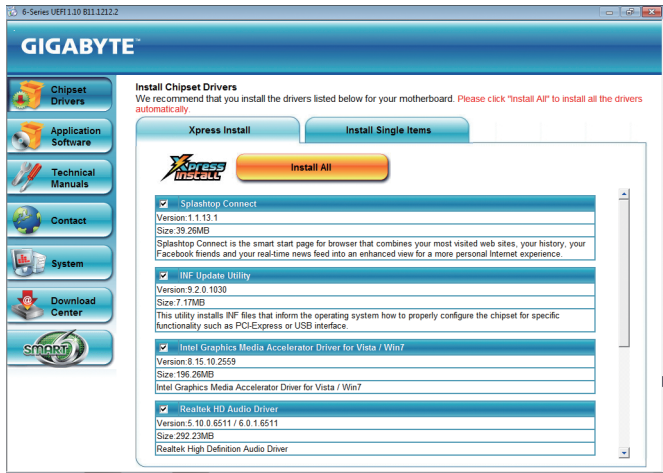 6-Series UEFI 1.10 B11.1212.2
GIGABYTE™
Chipset
Drivers
Application
Software
Technical
Manuals
Contact
System
Download
Center
SMART6
Install Chipset Drivers
We recommend that you install the drivers listed below for your motherboard. Please click "Install All" to install all the drivers
automatically.
Xpress Install
Install Single Items
Xpress
Install
Install All
Splashtop Connect
Version:1.1.13.1
Size:39.26MB
Splashtop Connect is the smart start page for browser that combines your most visited web sites, your history, your
Facebook friends and your real-time news feed into an enhanced view for a more personal Internet experience.
INF Update Utility
Version:9.2.0.1030
Size:7.17MB
This utility installs INF files that inform the operating system how to properly configure the chipset for specific
functionality such as PCI-Express or USB interface.
Intel Graphics Media Accelerator Driver for Vista / Win7
Version:8.15.10.2559
Size:196.26MB
Intel Graphics Media Accelerator Driver for Vista / Win7
Realtek HD Audio Driver
Version:5.10.0.6511 / 6.0.1.6511
Size:292.23MB
Realtek High Definition Audio Driver